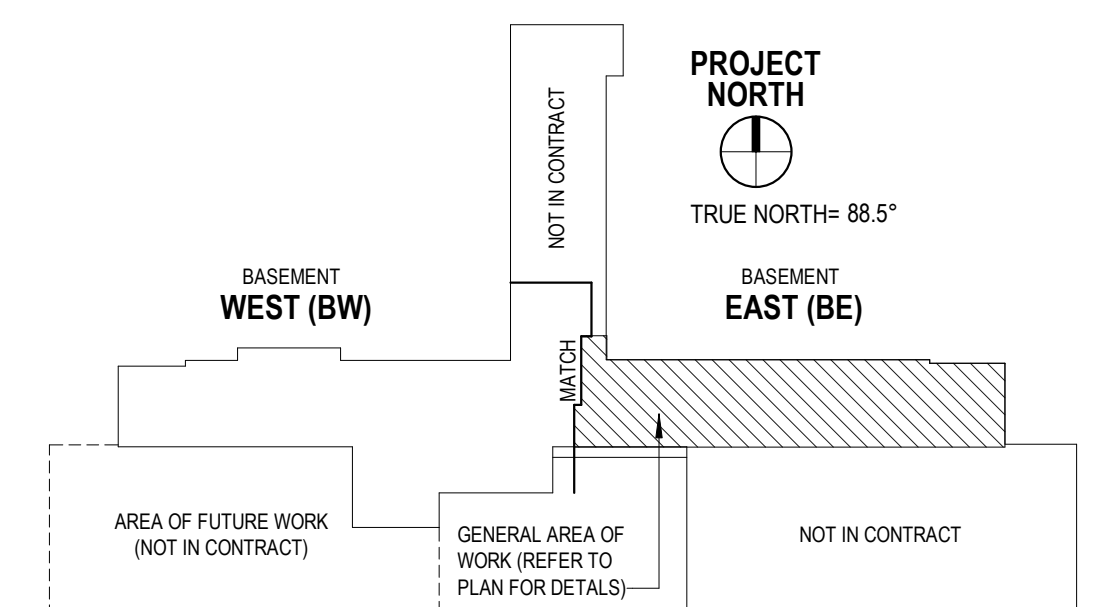 PROJECT
NORTH
TRUE NORTH= 88.5°
NOT IN CONTRACT
BASEMENT
WEST (BW)
BASEMENT
EAST (BE)
MATCH
AREA OF FUTURE WORK
(NOT IN CONTRACT)
GENERAL AREA OF
WORK (REFER TO
PLAN FOR DETALS)
NOT IN CONTRACT